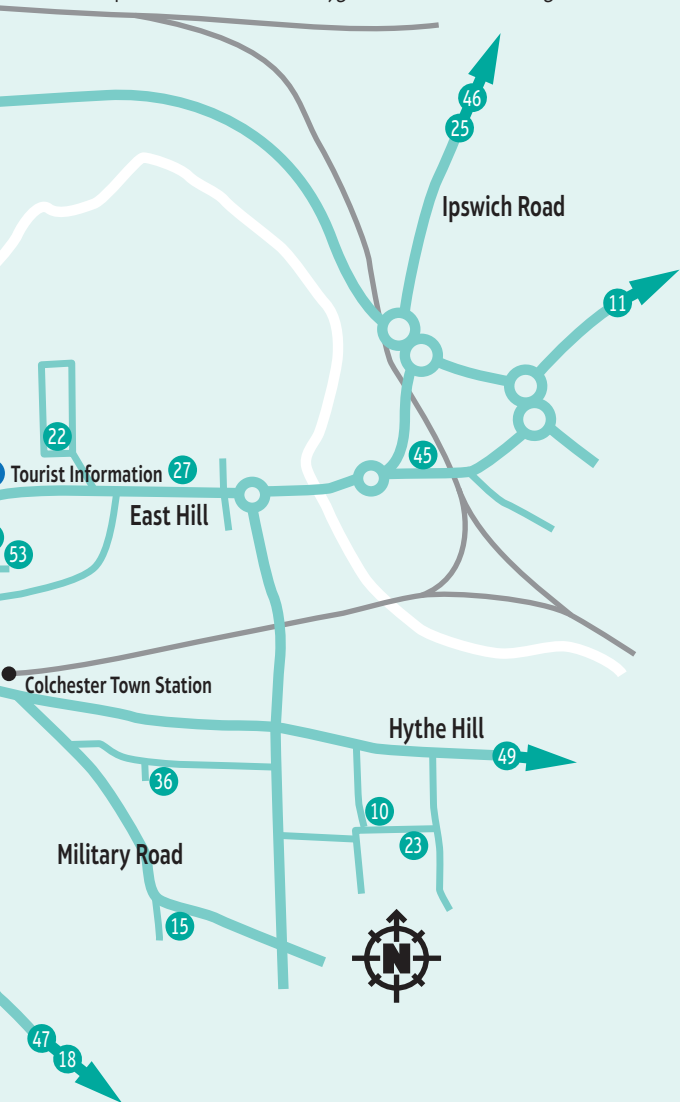 46
25
Ipswich Road
11
22
45
Tourist Information
27
East Hill
53
Colchester Town Station
Hythe Hill
49
36
10
23
Military Road
15
N
47
18